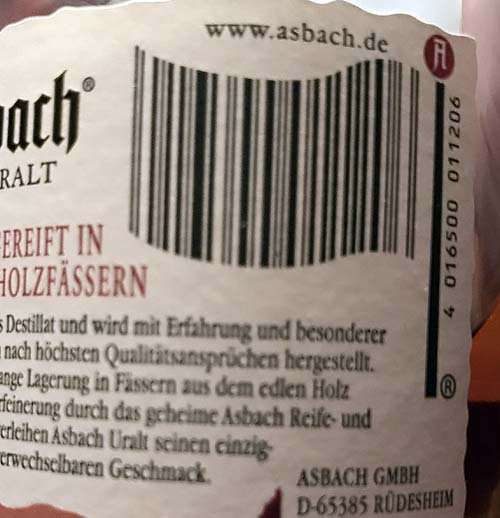 www.asbach.de
ach®
RALT
EREIFT IN
HOLZFÄSSERN
s Destillat und wird mit Erfahrung und besonderer
nach höchsten Qualitätsansprüchen hergestellt.
ange Lagerung in Fässern aus dem edlen Holz
rfeinerung durch das geheime Asbach Reife- und
erleihen Asbach Uralt seinen einzig-
erwechselbaren Geschmack.
ASBACH GMBH
D-65385 RÜDESHEIM
4 016500 011206
®